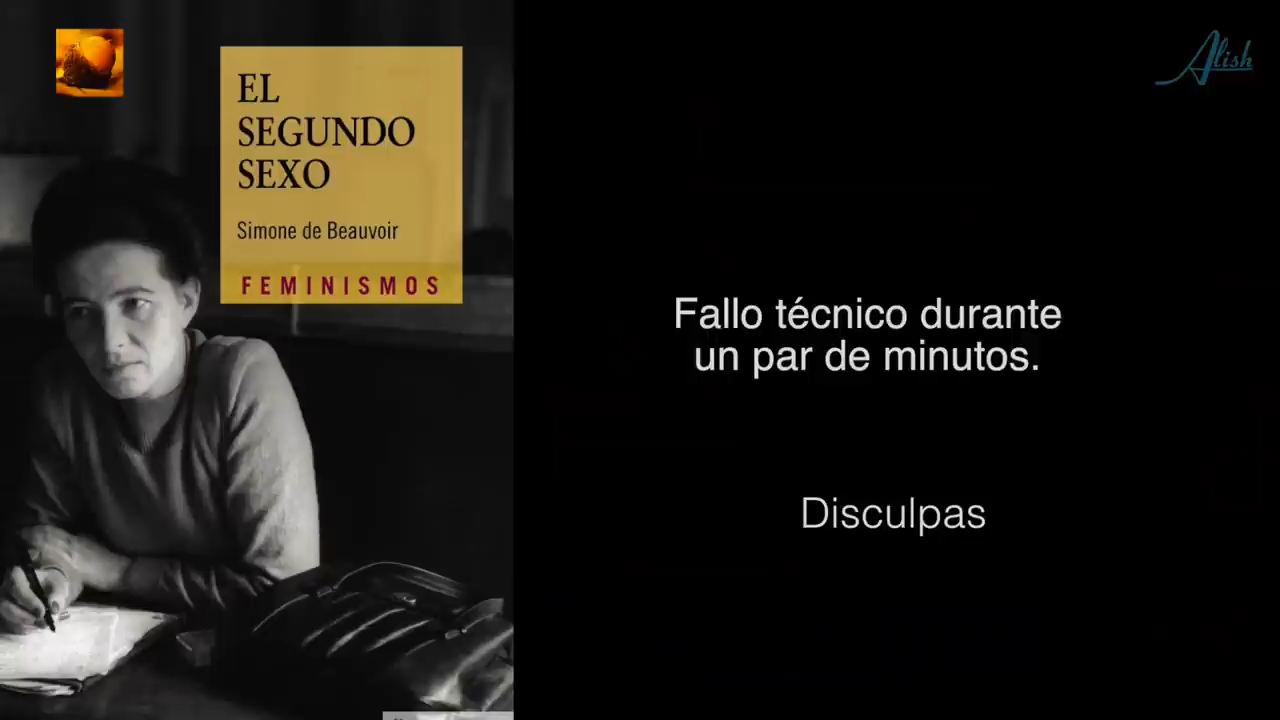 EL
SEGUNDO
SEXO
Simone de Beauvoir
FEMINISMOS
Alish
Fallo técnico durante
un par de minutos.
Disculpas